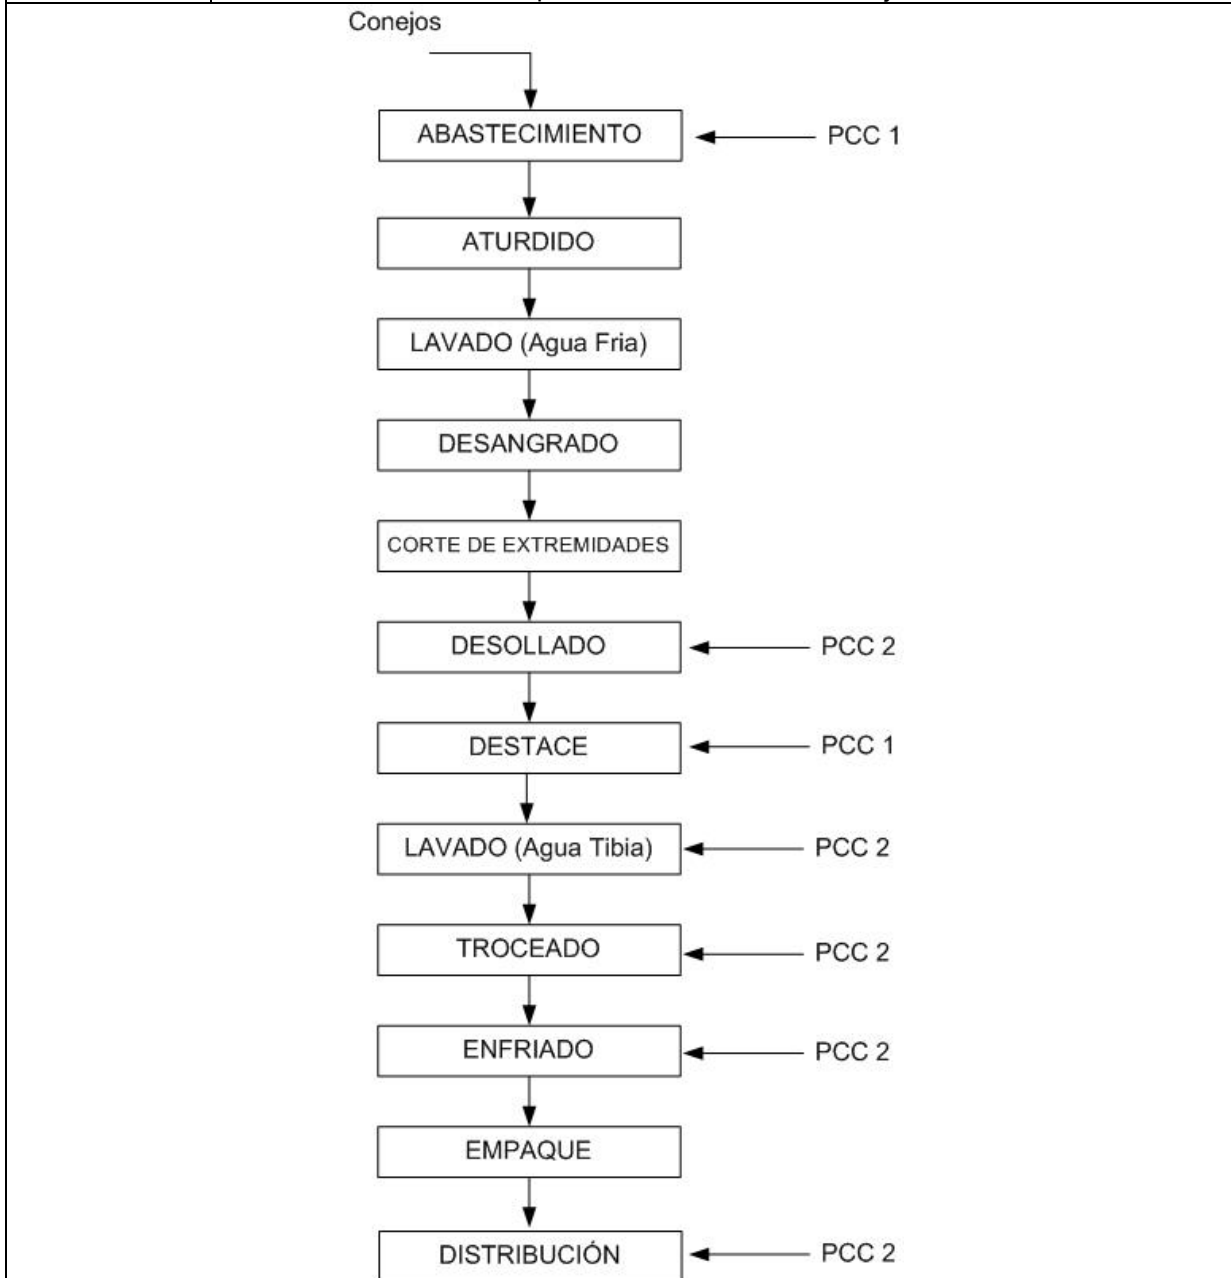 Conejos
ABASTECIMIENTO
PCC 1
ATURDIDO
LAVADO (Agua Fria)
DESANGRADO
CORTE DE EXTREMIDADES
DESOLLADO
PCC 2
DESTACE
PCC 1
LAVADO (Agua Tibia)
PCC 2
TROCEADO
PCC 2
ENFRIADO
PCC 2
EMPAQUE
DISTRIBUCIÓN
PCC 2